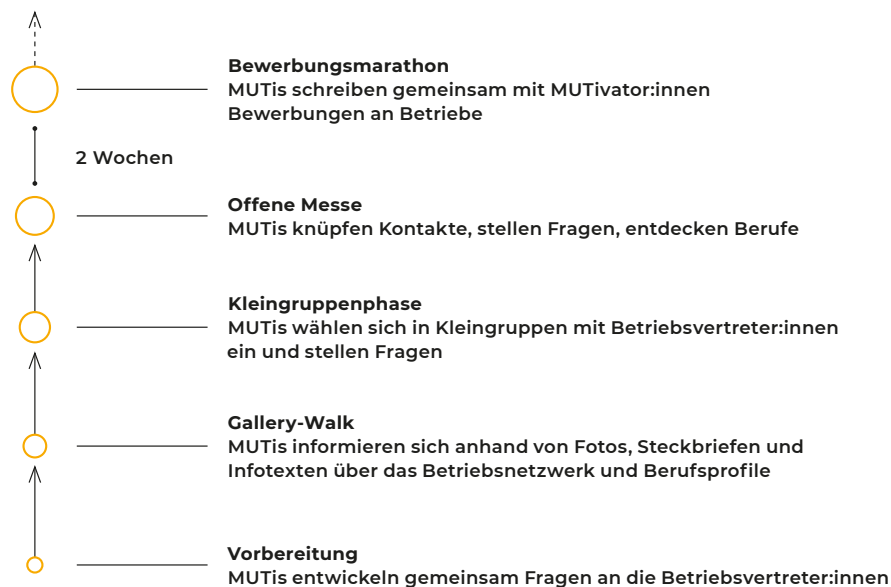 Bewerbungsmarathon
MUTis schreiben gemeinsam mit MUTivator:innen
Bewerbungen an Betriebe
2 Wochen
Offene Messe
MUTis knüpfen Kontakte, stellen Fragen, entdecken Berufe
Kleingruppenphase
MUTis wählen sich in Kleingruppen mit Betriebsvertreter:innen
ein und stellen Fragen
Gallery-Walk
MUTis informieren sich anhand von Fotos, Steckbriefen und
Infotexten über das Betriebsnetzwerk und Berufsprofile
Vorbereitung
MUTis entwickeln gemeinsam Fragen an die Betriebsvertreter:innen